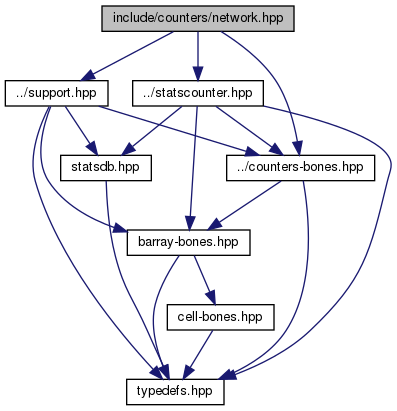 include/counters/network.hpp
../support.hpp
../statscounter.hpp
statsdb.hpp
../counters-bones.hpp
barray-bones.hpp
cell-bones.hpp
typedefs.hpp